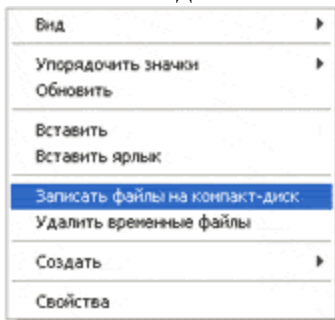 Вид
Упорядочить значки
Обновить
Вставить
Вставить ярлык
Записать файлы на компакт-диск
Удалить временные файлы
Создать
Свойства